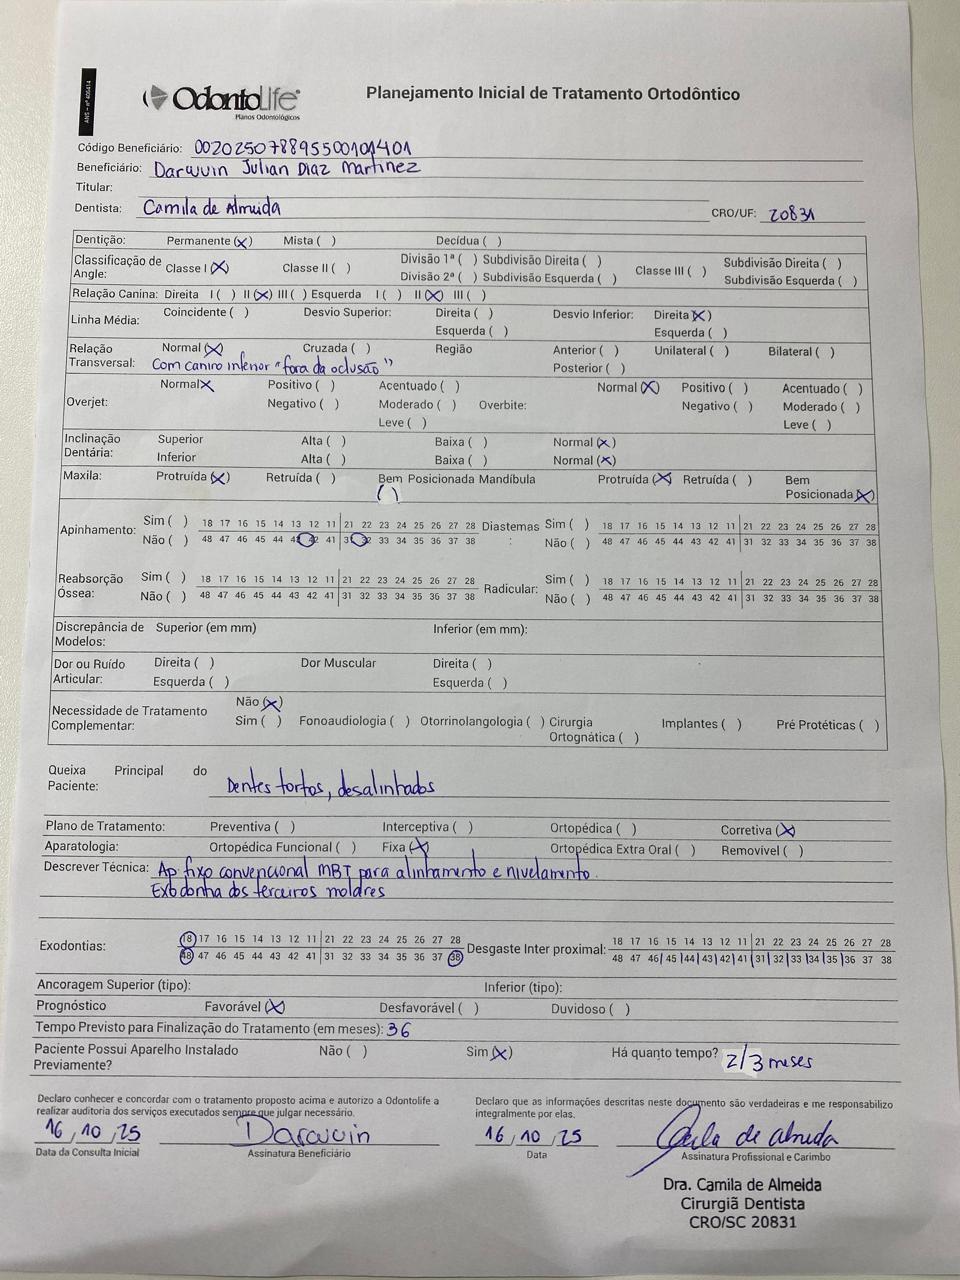 ANS - nº 406414
OdontoLife
Planos Odontológicos
Planejamento Inicial de Tratamento Ortodôntico
Código Beneficiário: 00202507889550010401
Beneficiário: Darwuin Julian Diaz Martinez
Titular:
Dentista: Camila de Almeida CRO/UF: 20831
Dentição: Permanente (x) Mista ( ) Decídua ( )
Classificação de Angle: Classe I (x) Classe II ( ) Divisão 1ª ( ) Subdivisão Direita ( ) Divisão 2ª ( ) Subdivisão Esquerda ( ) Classe III ( ) Subdivisão Direita ( ) Subdivisão Esquerda ( )
Relação Canina: Direita I ( ) II (x) III ( ) Esquerda I ( ) II (x) III ( )
Linha Média: Coincidente ( ) Desvio Superior: Direita ( ) Esquerda ( ) Desvio Inferior: Direita (x) Esquerda ( )
Relação Transversal: Normal (x) Cruzada ( ) Região Anterior ( ) Posterior ( ) Unilateral ( ) Bilateral ( )
Com canino inferior "fora da oclusão"
Overjet: Normal x Positivo ( ) Negativo ( ) Acentuado ( ) Moderado ( ) Leve ( ) Overbite: Normal (x) Positivo ( ) Negativo ( ) Acentuado ( ) Moderado ( ) Leve ( )
Inclinação Dentária: Superior Alta ( ) Baixa ( ) Normal (x)
Inferior Alta ( ) Baixa ( ) Normal (x)
Maxila: Protruída (x) Retruída ( ) Bem Posicionada ( ) Mandíbula Protruída (x) Retruída ( ) Bem Posicionada (x)
Apinhamento: Sim ( ) 18 17 16 15 14 13 12 11 21 22 23 24 25 26 27 28 Diastemas : Sim ( ) 18 17 16 15 14 13 12 11 21 22 23 24 25 26 27 28
Não ( ) 48 47 46 45 44 43 42 41 31 32 33 34 35 36 37 38 Não ( ) 48 47 46 45 44 43 42 41 31 32 33 34 35 36 37 38
Reabsorção Óssea: Sim ( ) 18 17 16 15 14 13 12 11 21 22 23 24 25 26 27 28 Radicular: Sim ( ) 18 17 16 15 14 13 12 11 21 22 23 24 25 26 27 28
Não ( ) 48 47 46 45 44 43 42 41 31 32 33 34 35 36 37 38 Não ( ) 48 47 46 45 44 43 42 41 31 32 33 34 35 36 37 38
Discrepância de Modelos: Superior (em mm) Inferior (em mm):
Dor ou Ruído Articular: Direita ( ) Esquerda ( ) Dor Muscular Direita ( ) Esquerda ( )
Necessidade de Tratamento Complementar: Não (x)
Sim ( ) Fonoaudiologia ( ) Otorrinolangologia ( ) Cirurgia Ortognática ( ) Implantes ( ) Pré Protéticas ( )
Queixa Principal do Paciente: Dentes tortos, desalinhados
Plano de Tratamento: Preventiva ( ) Interceptiva ( ) Ortopédica ( ) Corretiva (x)
Aparatologia: Ortopédica Funcional ( ) Fixa (x) Ortopédica Extra Oral ( ) Removivel ( )
Descrever Técnica: Ap fixo convencional MBT para alinhamento e nivelamento.
Exodontia dos terceiros molares
Exodontias: 18 17 16 15 14 13 12 11 21 22 23 24 25 26 27 28 Desgaste Inter proximal: 18 17 16 15 14 13 12 11 21 22 23 24 25 26 27 28
48 47 46 45 44 43 42 41 31 32 33 34 35 36 37 38 48 47 46 45 44 43 42 41 31 32 33 34 35 36 37 38
Ancoragem Superior (tipo): Inferior (tipo):
Prognóstico Favorável (x) Desfavorável ( ) Duvidoso ( )
Tempo Previsto para Finalização do Tratamento (em meses): 36
Paciente Possui Aparelho Instalado Previamente? Não ( ) Sim (x) Há quanto tempo? 2/3 meses
Declaro conhecer e concordar com o tratamento proposto acima e autorizo a Odontolife a realizar auditoria dos serviços executados sempre que julgar necessário.
16, 10, 25 Darwuin
Data da Consulta Inicial Assinatura Beneficiário
Declaro que as informações descritas neste documento são verdadeiras e me responsabilizo integralmente por elas.
16, 10, 25 Camila de Almeida
Data Assinatura Profissional e Carimbo
Dra. Camila de Almeida
Cirurgiã Dentista
CRO/SC 20831